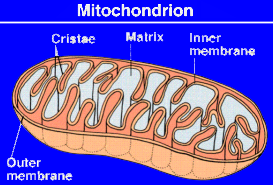 Mitochondrion
Cristae
Matrix
Inner
membrane
Outer
membrane